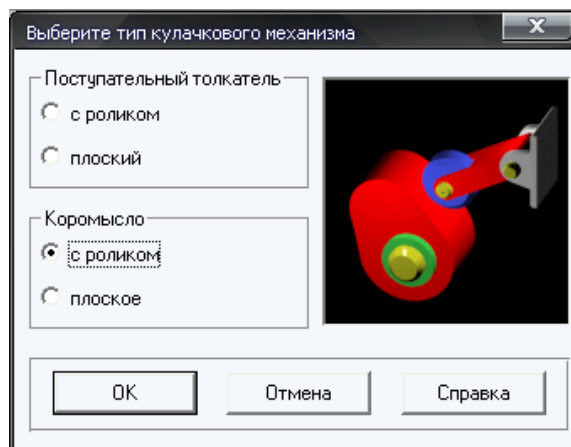 Выберите тип кулачкового механизма
Поступательный толкатель
с роликом
плоский
Коромысло
с роликом
плоское
OK
Отмена
Справка